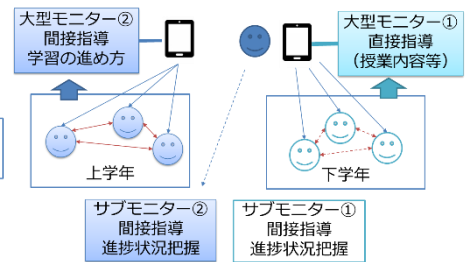 大型モニター②
間接指導
学習の進め方
大型モニター①
直接指導
（授業内容等）
上学年
下学年
サブモニター②
間接指導
進捗状況把握
サブモニター①
間接指導
進捗状況把握